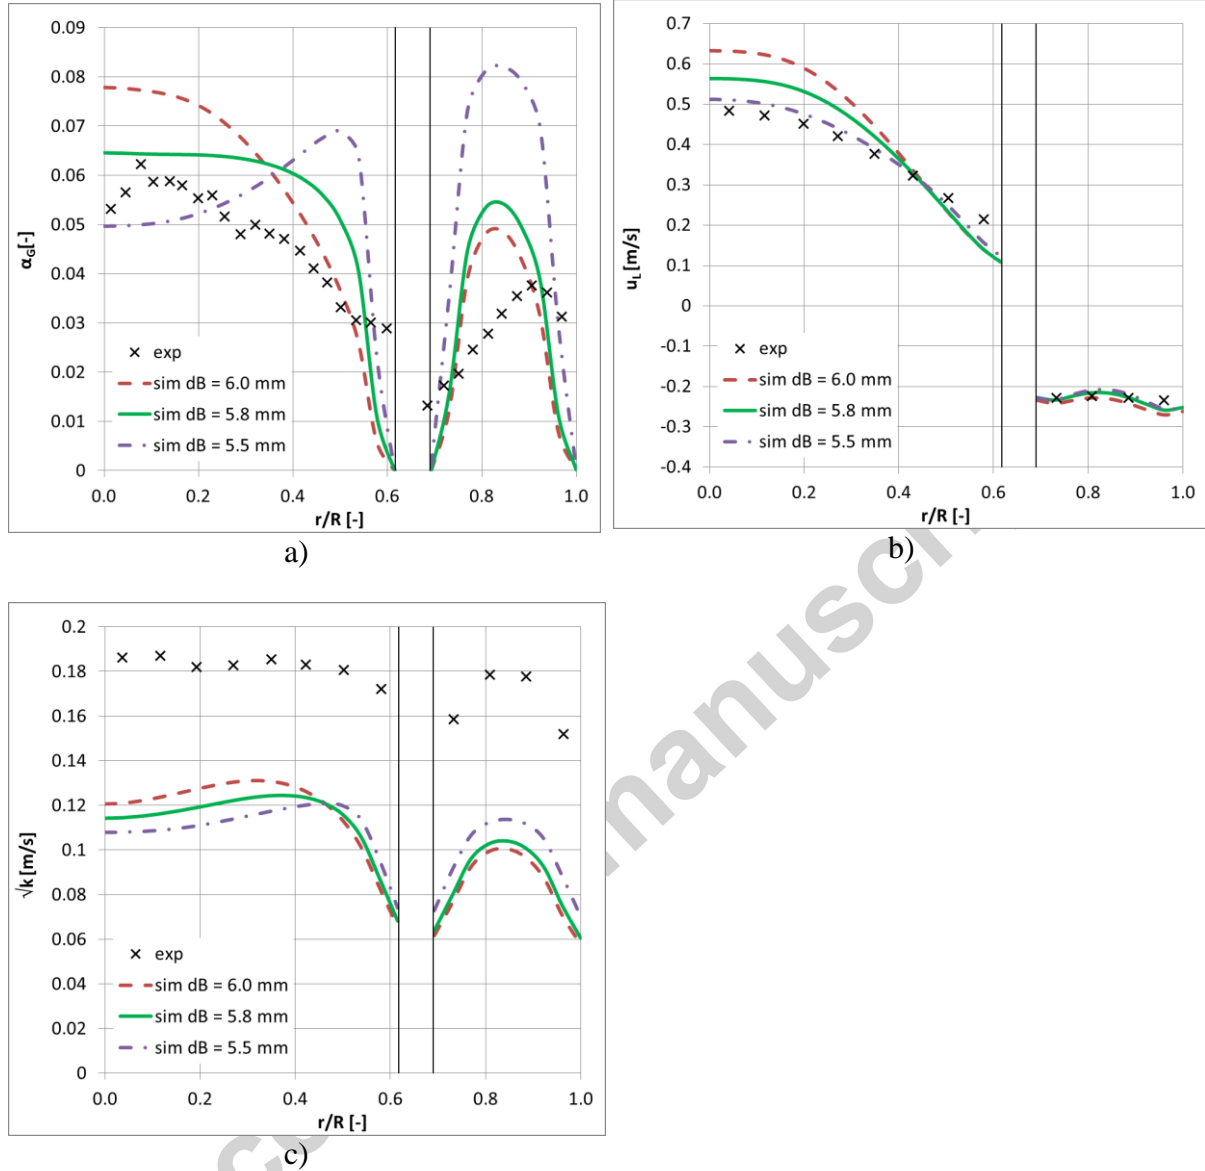 0.09
0.08
0.07
0.06
0.05
0.04
0.03
0.02
0.01
0
α_G[-]
exp
sim dB = 6.0 mm
sim dB = 5.8 mm
sim dB = 5.5 mm
0.0 0.2 0.4 0.6 0.8 1.0
r/R [-]
a)
0.7
0.6
0.5
0.4
0.3
0.2
0.1
0
-0.1
-0.2
-0.3
-0.4
u_L [m/s]
exp
sim dB = 6.0 mm
sim dB = 5.8 mm
sim dB = 5.5 mm
0.0 0.2 0.4 0.6 0.8 1.0
r/R [-]
b)
0.2
0.18
0.16
0.14
0.12
0.1
0.08
0.06
0.04
0.02
0
√k [m/s]
exp
sim dB = 6.0 mm
sim dB = 5.8 mm
sim dB = 5.5 mm
0.0 0.2 0.4 0.6 0.8 1.0
r/R [-]
c)